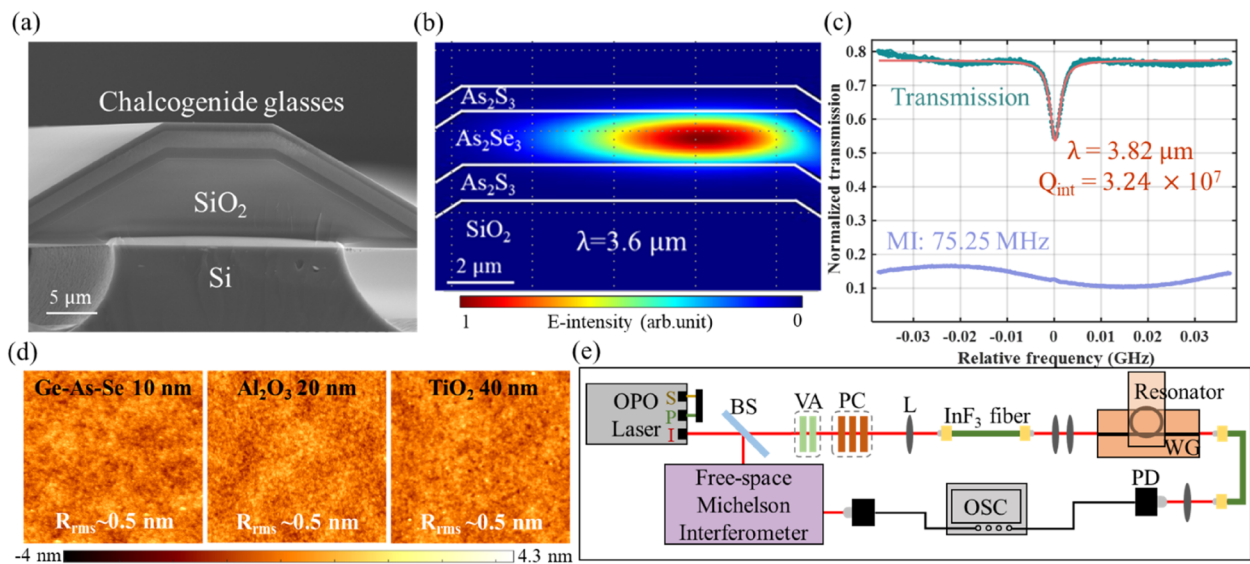 (a)
Chalcogenide glasses
SiO₂
Si
5 μm
(b)
As₂S₃
As₂Se₃
As₂S₃
SiO₂
λ=3.6 μm
2 μm
1
E-intensity (arb.unit)
0
(c)
Normalized transmission
0.8
0.7
0.6
0.5
0.4
0.3
0.2
0.1
Transmission
λ = 3.82 μm
Qint = 3.24 × 10⁷
MI: 75.25 MHz
-0.03 -0.02 -0.01 0 0.01 0.02 0.03
Relative frequency (GHz)
(d)
Ge-As-Se 10 nm
Rrms~0.5 nm
Al₂O₃ 20 nm
Rrms ~0.5 nm
TiO₂ 40 nm
Rrms ~0.5 nm
-4 nm
4.3 nm
(e)
OPO
Laser
S
P
I
BS
VA
PC
L
InF₃ fiber
Resonator
WG
Free-space
Michelson
Interferometer
OSC
PD